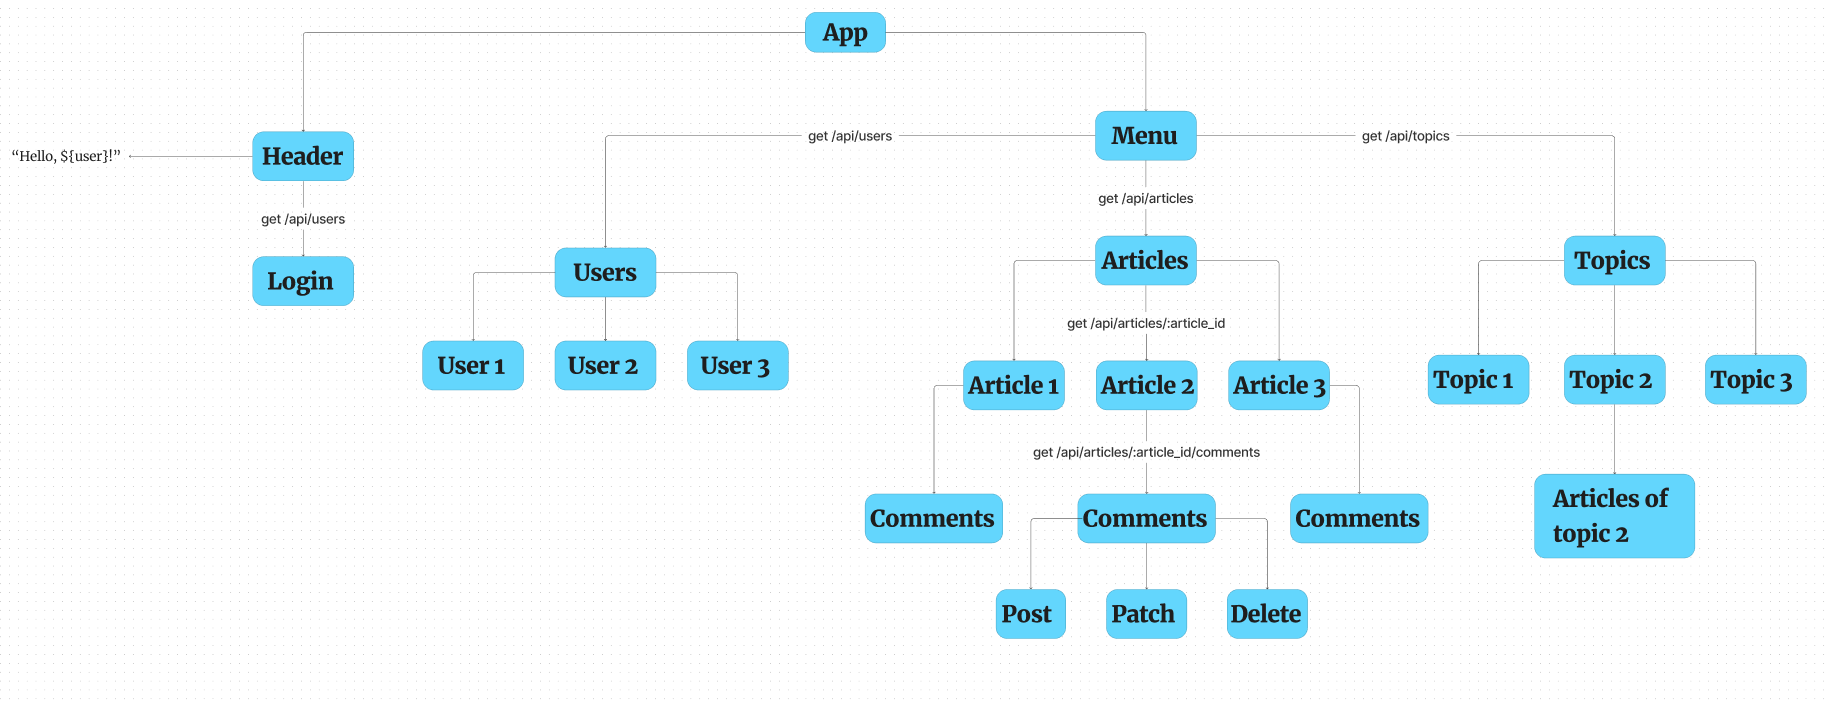 App
Menu
get /api/users
get /api/topics
“Hello, ${user}!”
Header
get /api/articles
get /api/users
Login
Users
Articles
Topics
get /api/articles/:article_id
User 1
User 2
User 3
Article 1
Article 2
Article 3
Topic 1
Topic 2
Topic 3
get /api/articles/:article_id/comments
Comments
Comments
Comments
Articles of
topic 2
Post
Patch
Delete